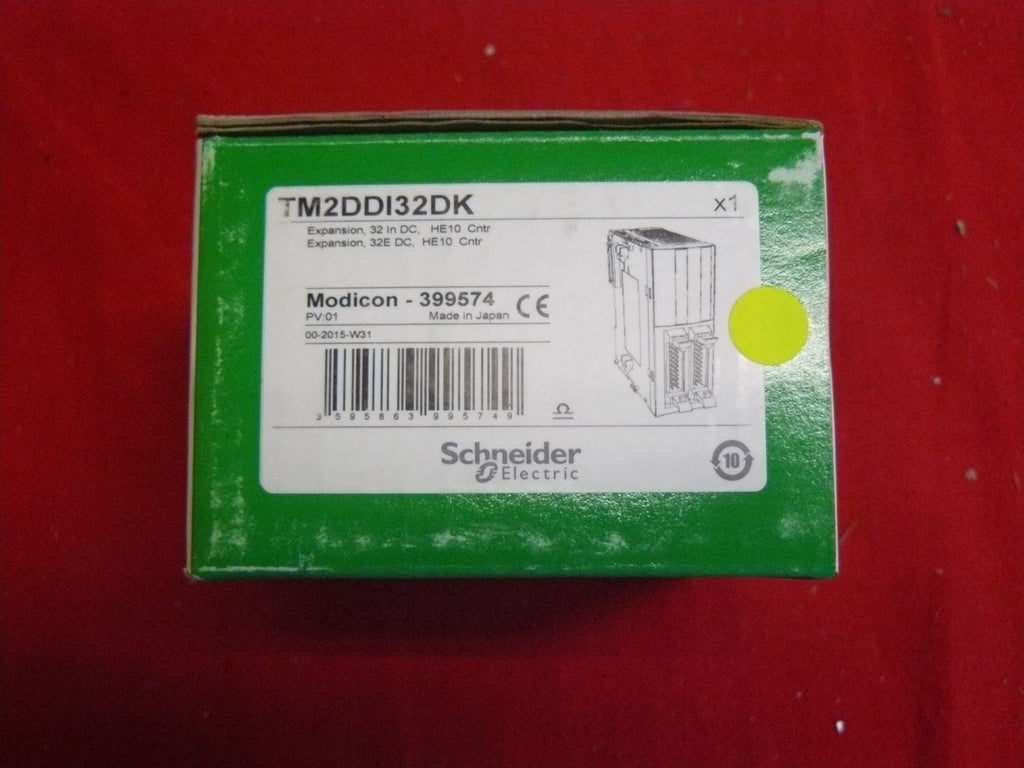 TM2DDI32DK x1
Expansion, 32 In DC, HE10 Cntr
Expansion, 32E DC, HE10 Cntr
Modicon - 399574 CE
PV:01 Made in Japan
00-2015-W31
3 595863 995749
Schneider
Electric
10